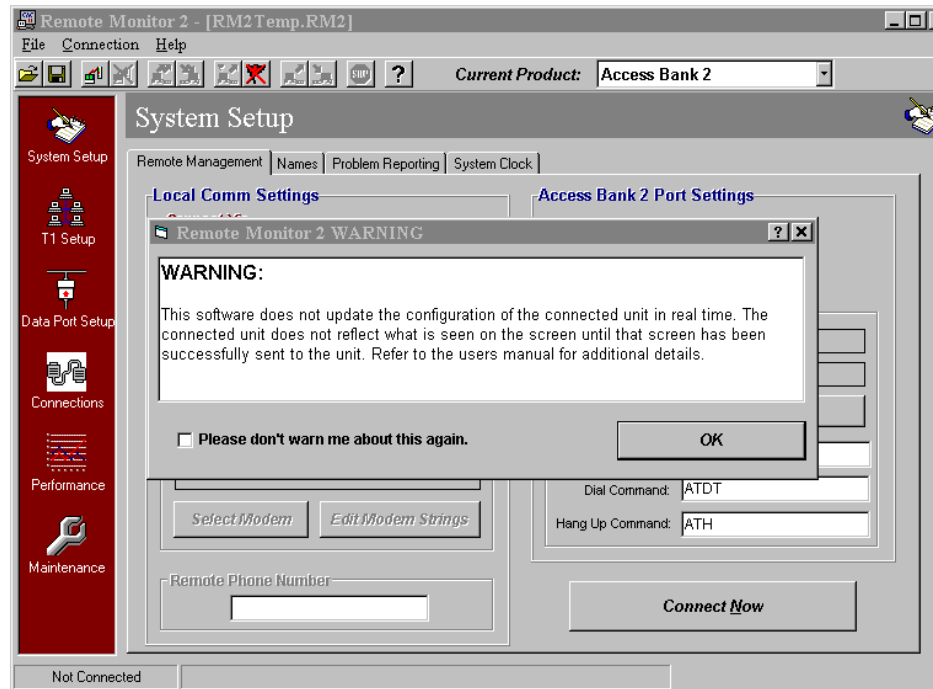 Remote Monitor 2 - [RM2Temp.RM2]
File Connection Help
STOP ? Current Product: Access Bank 2
System Setup
System Setup
T1 Setup
Data Port Setup
Connections
Performance
Maintenance
Remote Management Names Problem Reporting System Clock
Local Comm Settings
Access Bank 2 Port Settings
Remote Monitor 2 WARNING
WARNING:
This software does not update the configuration of the connected unit in real time. The
connected unit does not reflect what is seen on the screen until that screen has been
successfully sent to the unit. Refer to the users manual for additional details.
Please don't warn me about this again.
OK
Select Modem Edit Modem Strings
Remote Phone Number
Dial Command: ATDT
Hang Up Command: ATH
Connect Now
Not Connected